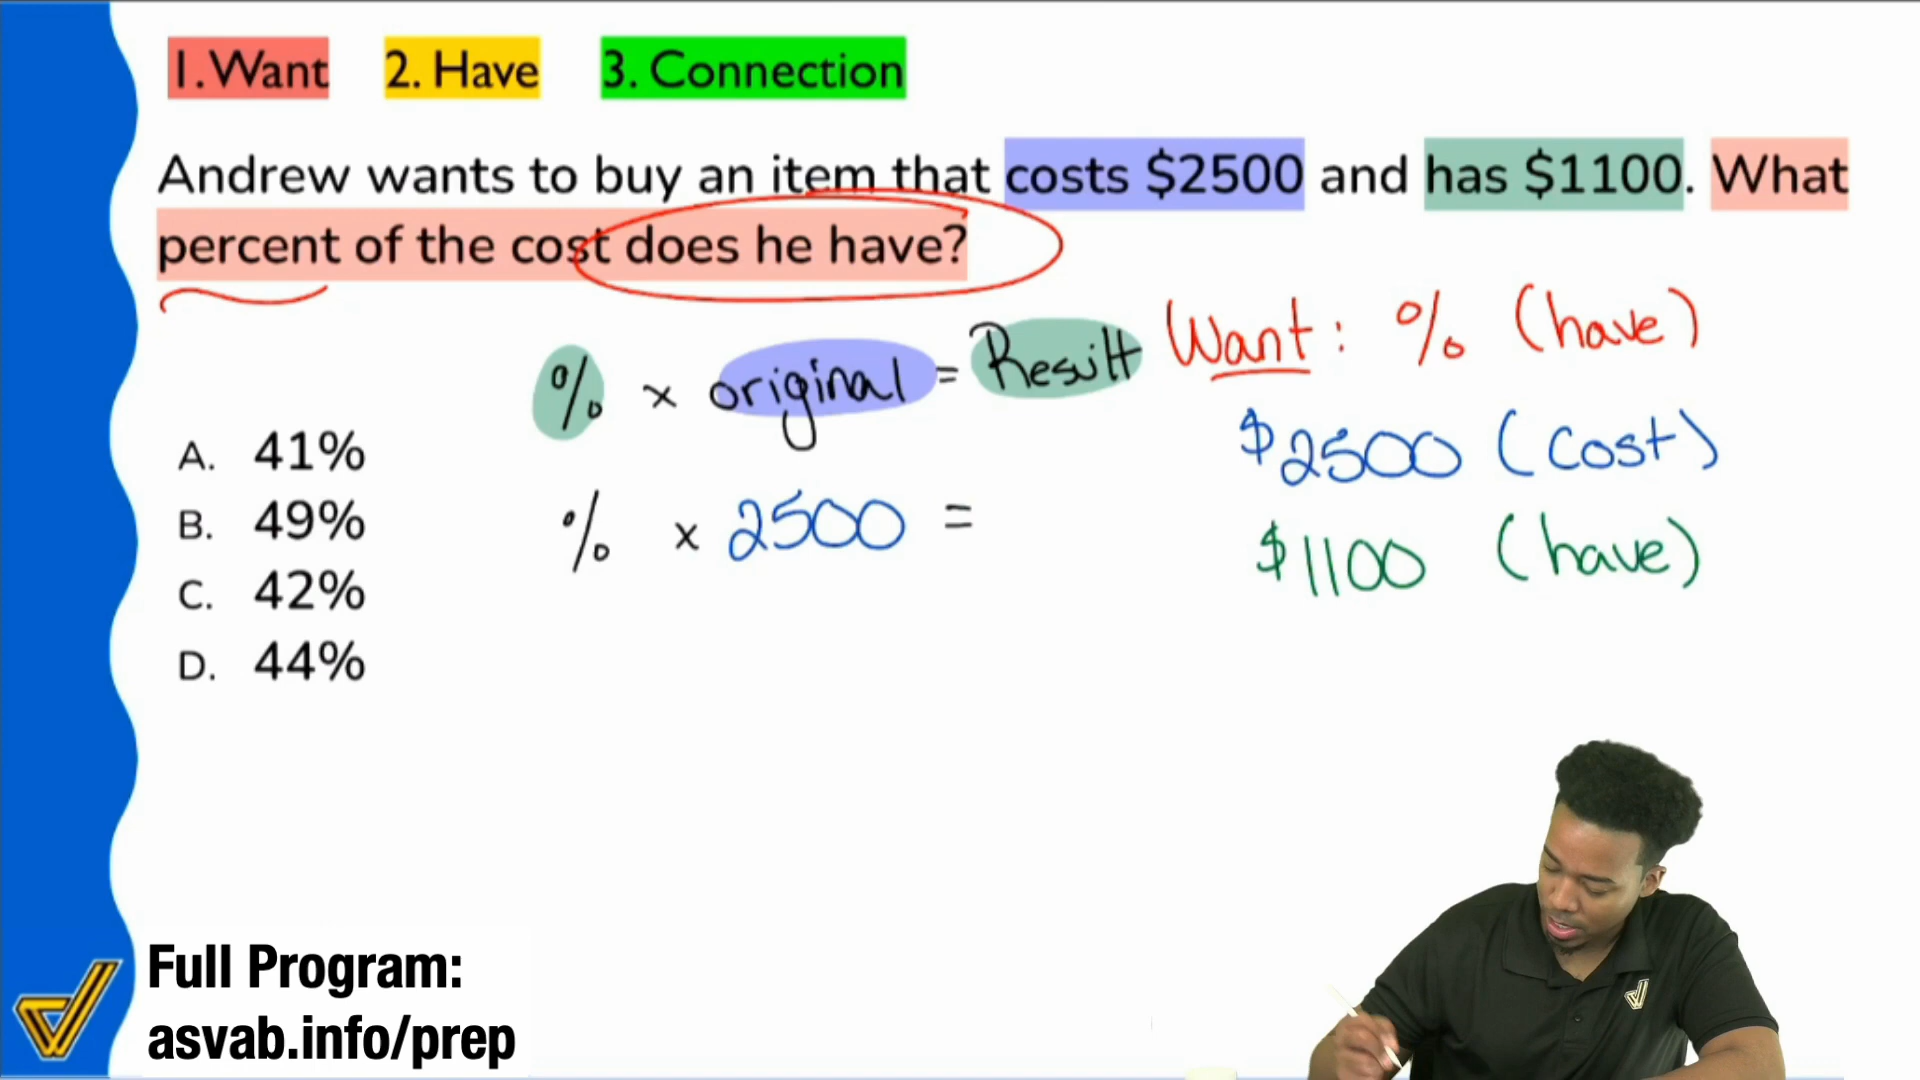 1. Want 2. Have 3. Connection
Andrew wants to buy an item that costs $2500 and has $1100. What
percent of the cost does he have?
% x original = Result
Want: % (have)
$2500 (cost)
$1100 (have)
% x 2500 =
A. 41%
B. 49%
C. 42%
D. 44%
Full Program:
asvab.info/prep